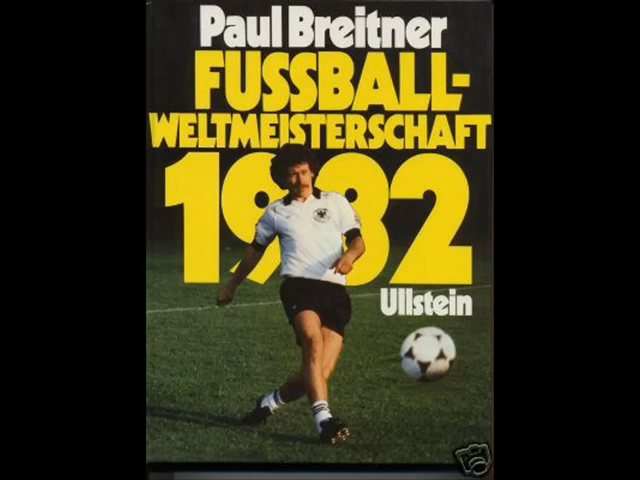 Paul Breitner
FUSSBALL-
WELTMEISTERSCHAFT
1982
Ullstein